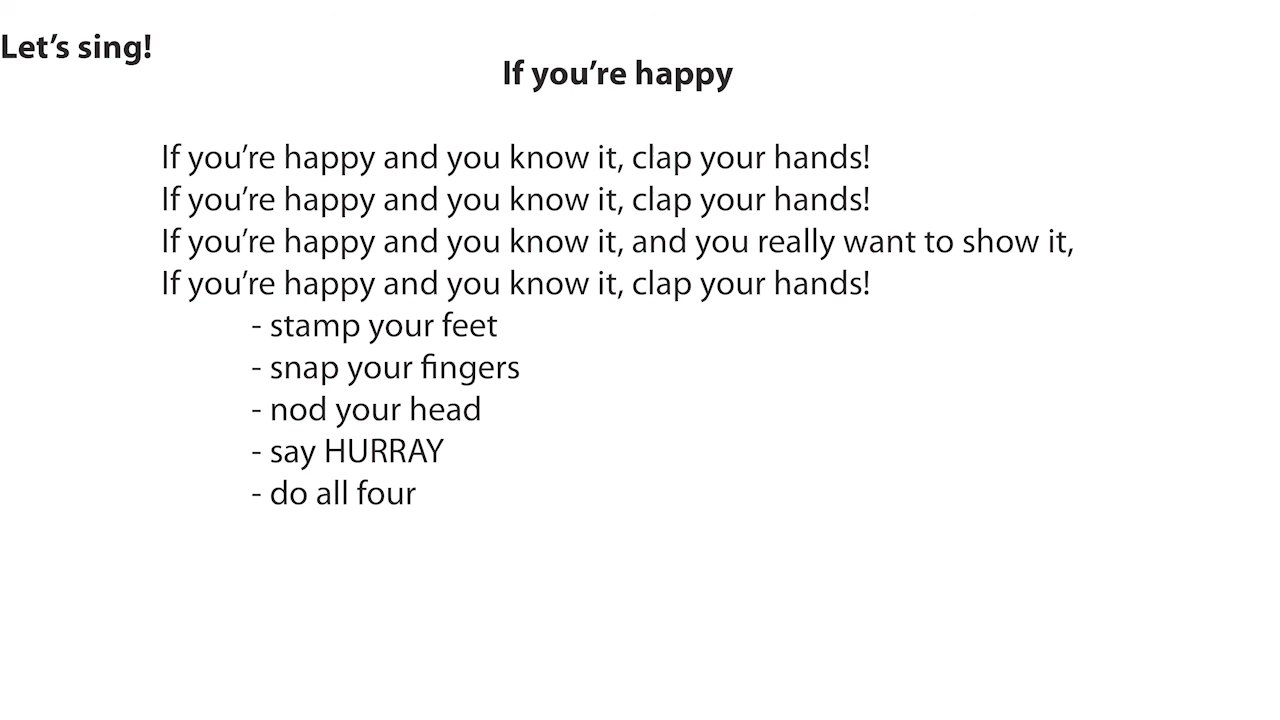 Let’s sing!
If you’re happy
If you’re happy and you know it, clap your hands!
If you’re happy and you know it, clap your hands!
If you’re happy and you know it, and you really want to show it,
If you’re happy and you know it, clap your hands!
- stamp your feet
- snap your fingers
- nod your head
- say HURRAY
- do all four